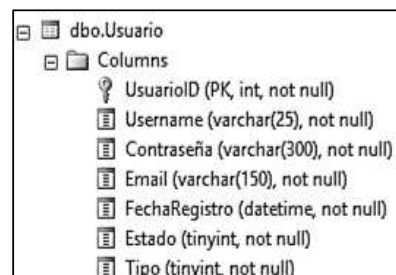 dbo.Usuario
Columns
UsuarioID (PK, int, not null)
Username (varchar(25), not null)
Contraseña (varchar(300), not null)
Email (varchar(150), not null)
FechaRegistro (datetime, not null)
Estado (tinyint, not null)
Tipo (tinyint, not null)